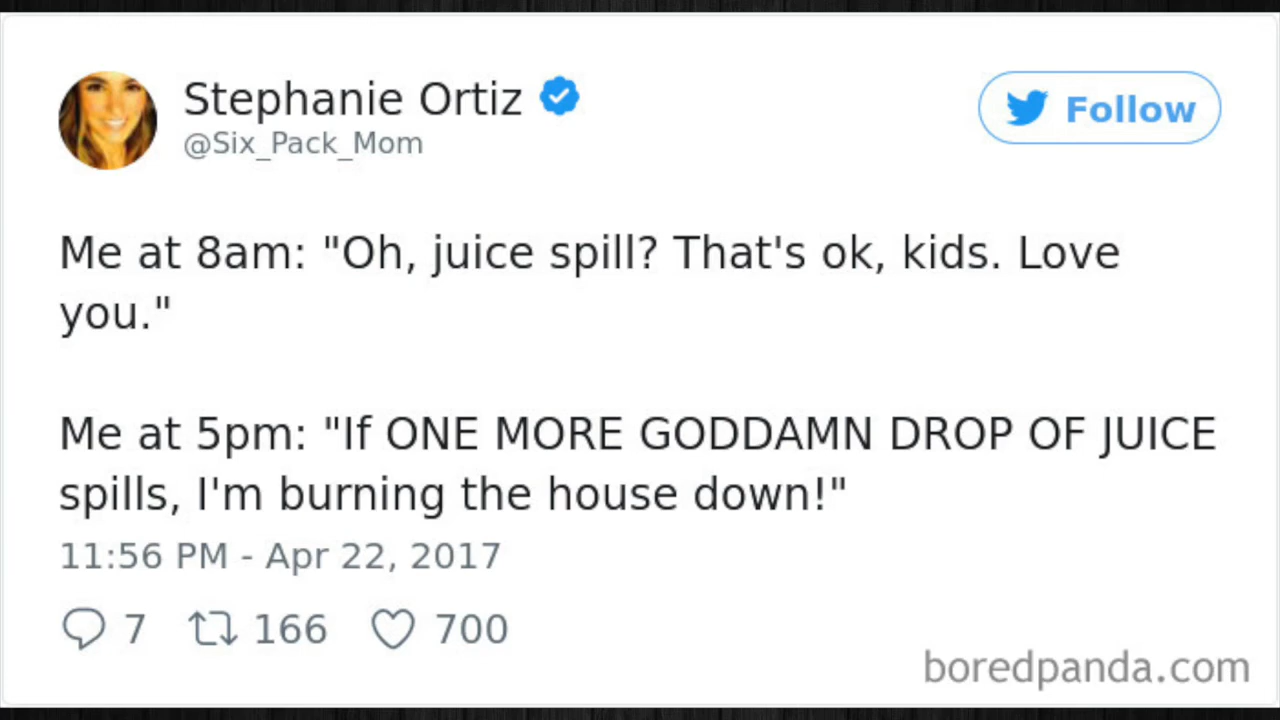 Stephanie Ortiz
@Six_Pack_Mom
Follow
Me at 8am: "Oh, juice spill? That's ok, kids. Love
you."
Me at 5pm: "If ONE MORE GODDAMN DROP OF JUICE
spills, I'm burning the house down!"
11:56 PM - Apr 22, 2017
7 166 700
boredpanda.com